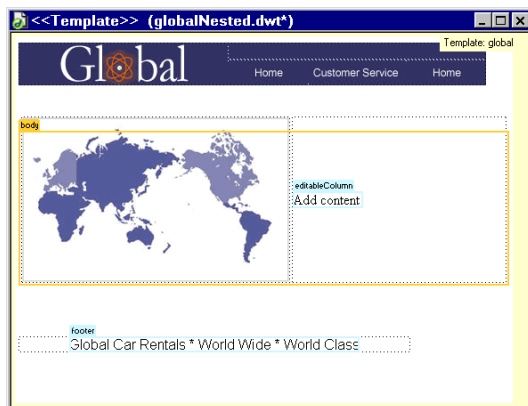 <<Template>> (globalNested.dwt*)
Template: global
Global
Home Customer Service Home
body
editableColumn
Add content
footer
Global Car Rentals * World Wide * World Class